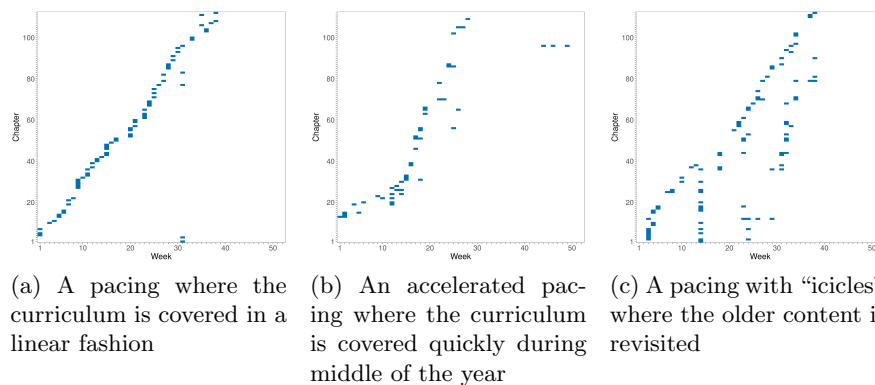 100
80
60
40
20
1
Chapter
1 10 20 30 40 50
Week
100
80
60
40
20
1
Chapter
1 10 20 30 40 50
Week
100
80
60
40
20
1
Chapter
1 10 20 30 40 50
Week
(a) A pacing where the
curriculum is covered in a
linear fashion
(b) An accelerated pac-
ing where the curriculum
is covered quickly during
middle of the year
(c) A pacing with “icicles”
where the older content i
revisited